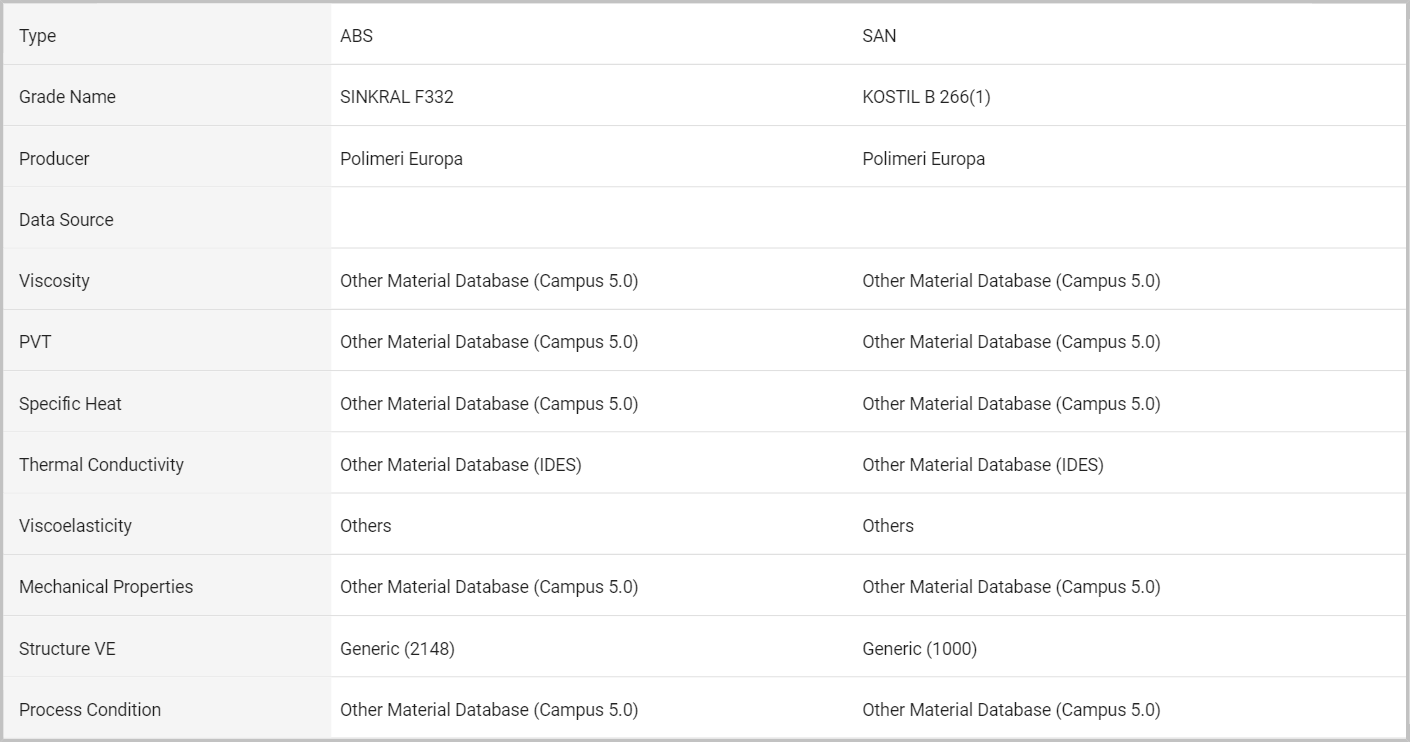 Type ABS SAN
Grade Name SINKRAL F332 KOSTIL B 266(1)
Producer Polimeri Europa Polimeri Europa
Data Source
Viscosity Other Material Database (Campus 5.0) Other Material Database (Campus 5.0)
PVT Other Material Database (Campus 5.0) Other Material Database (Campus 5.0)
Specific Heat Other Material Database (Campus 5.0) Other Material Database (Campus 5.0)
Thermal Conductivity Other Material Database (IDES) Other Material Database (IDES)
Viscoelasticity Others Others
Mechanical Properties Other Material Database (Campus 5.0) Other Material Database (Campus 5.0)
Structure VE Generic (2148) Generic (1000)
Process Condition Other Material Database (Campus 5.0) Other Material Database (Campus 5.0)